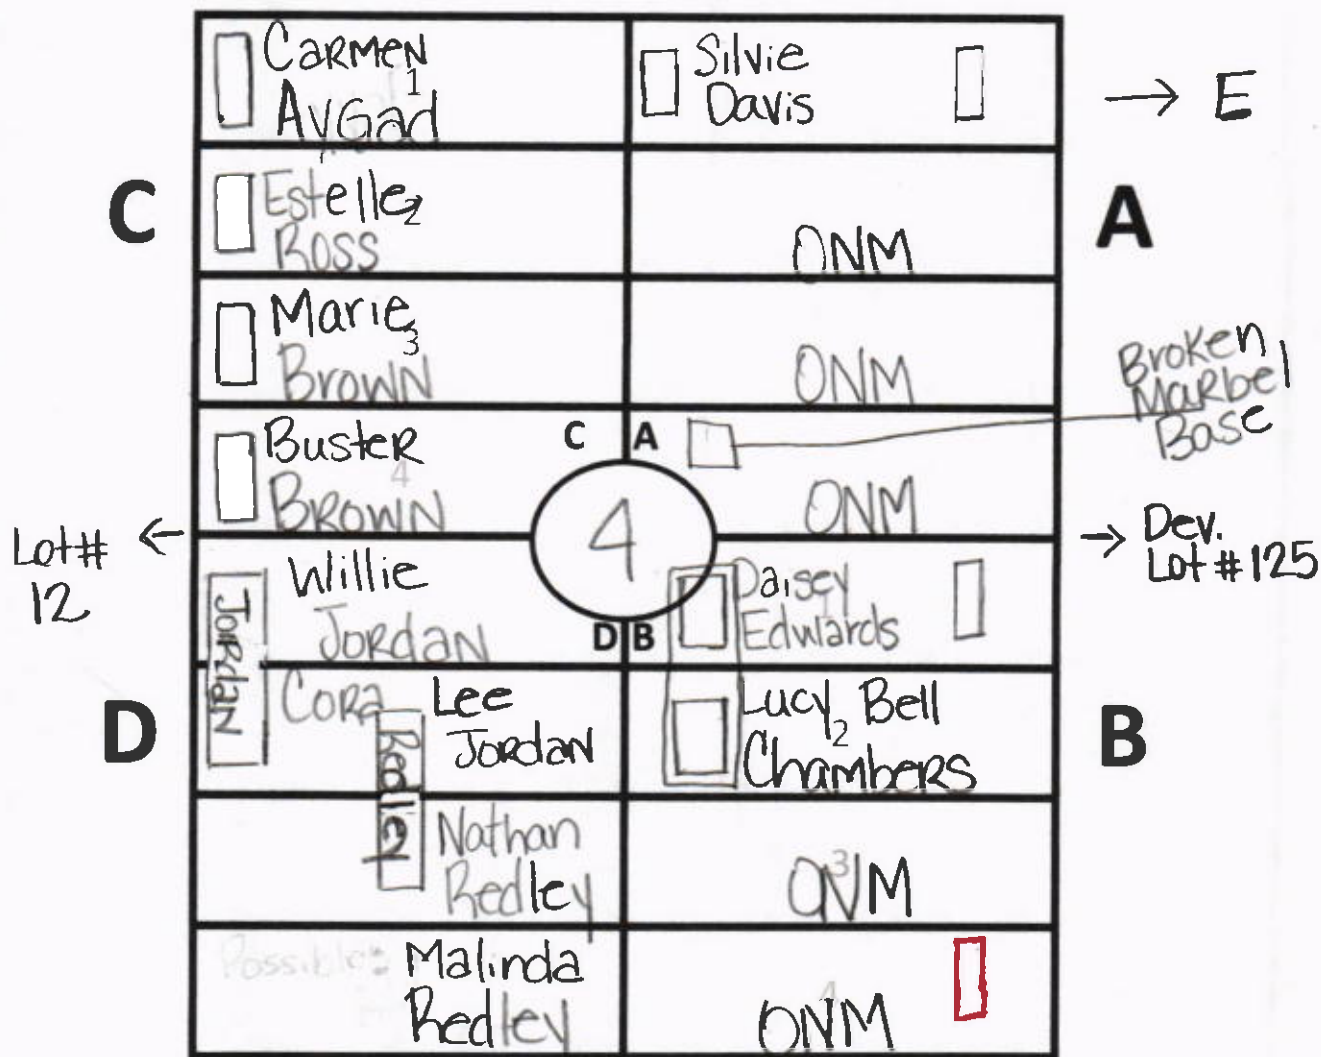 Carmen
1
Aygad
Silvie
Davis
→ E
C
Estelle
2
Ross
ONM
A
Marie
3
Brown
ONM
Broken
Marbel
Base
Buster
4
Brown
C
A
ONM
4
Lot #
12
Dev.
Lot # 125
Willie
Jordan
Jordan
D
B
Daisey
Edwards
D
Cora Lee
Jordan
Lucy Bell
2
Chambers
B
Redley
Nathan
Redley
3
ONM
Possible:
Malinda
Redley
4
ONM